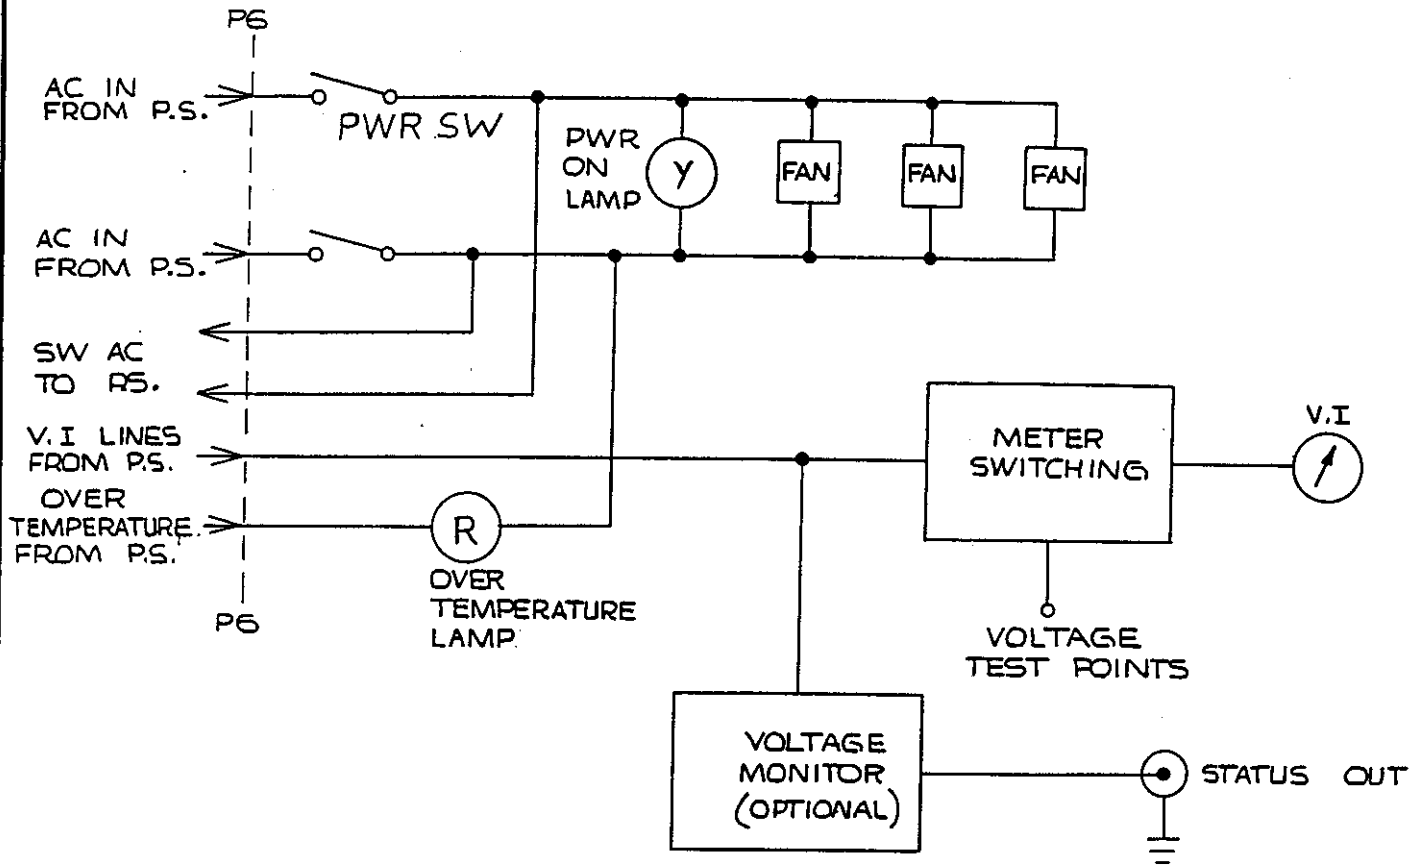 P6
AC IN
FROM P.S.
PWR SW
PWR
ON
LAMP
Y
FAN
FAN
FAN
AC IN
FROM P.S.
SW AC
TO P.S.
V.I LINES
FROM P.S.
OVER
TEMPERATURE
FROM P.S.
R
OVER
TEMPERATURE
LAMP
P6
METER
SWITCHING
V.I
VOLTAGE
TEST POINTS
VOLTAGE
MONITOR
(OPTIONAL)
STATUS OUT